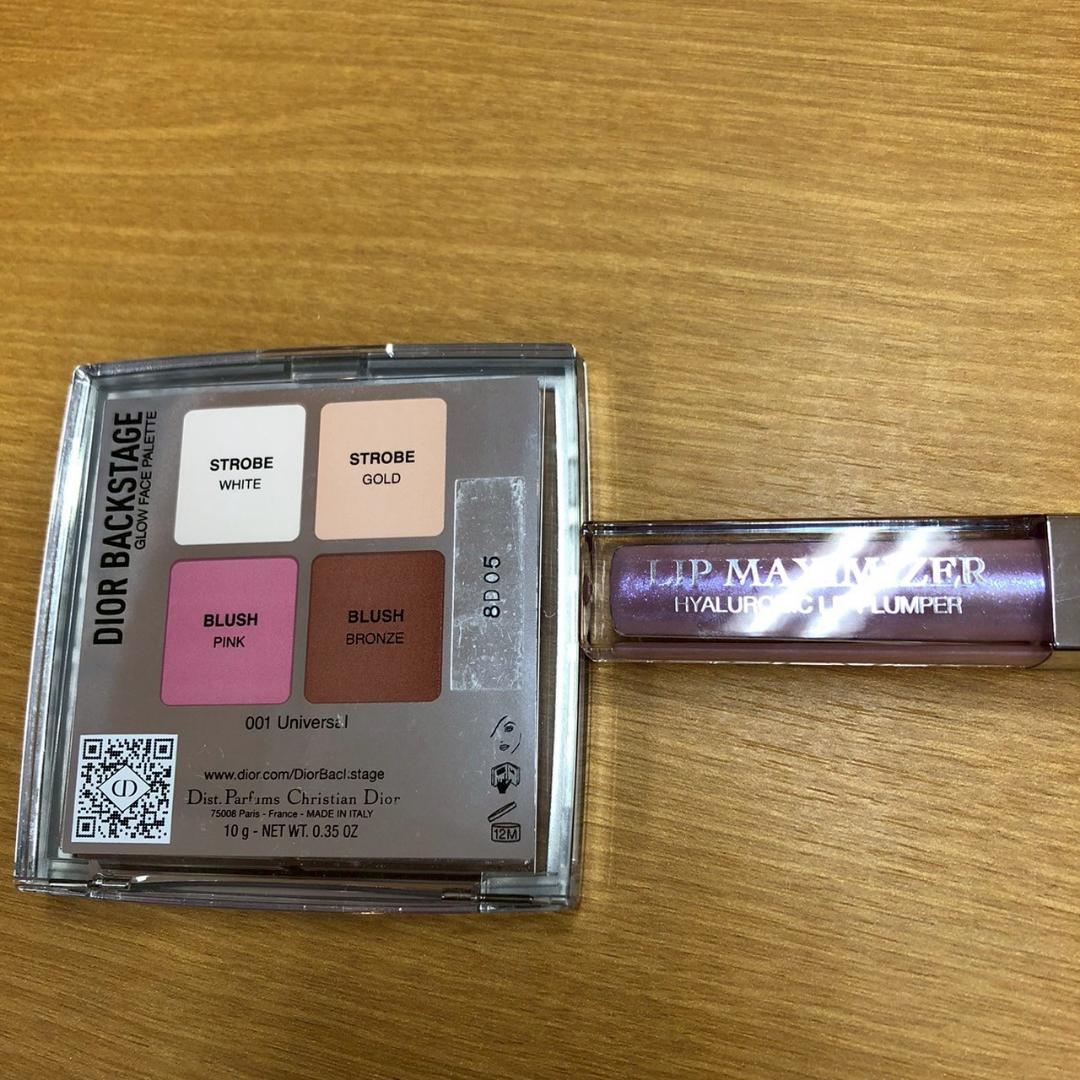 DIOR BACKSTAGE
GLOW FACE PALETTE
STROBE
WHITE
STROBE
GOLD
BLUSH
PINK
BLUSH
BRONZE
8D05
001 Universal
www.dior.com/DiorBackstage
Dist. Parfums Christian Dior
75008 Paris - France - MADE IN ITALY
10 g - NET WT. 0.35 OZ
12M
LIP MAXIMIZER
HYALURONIC LIP PLUMPER